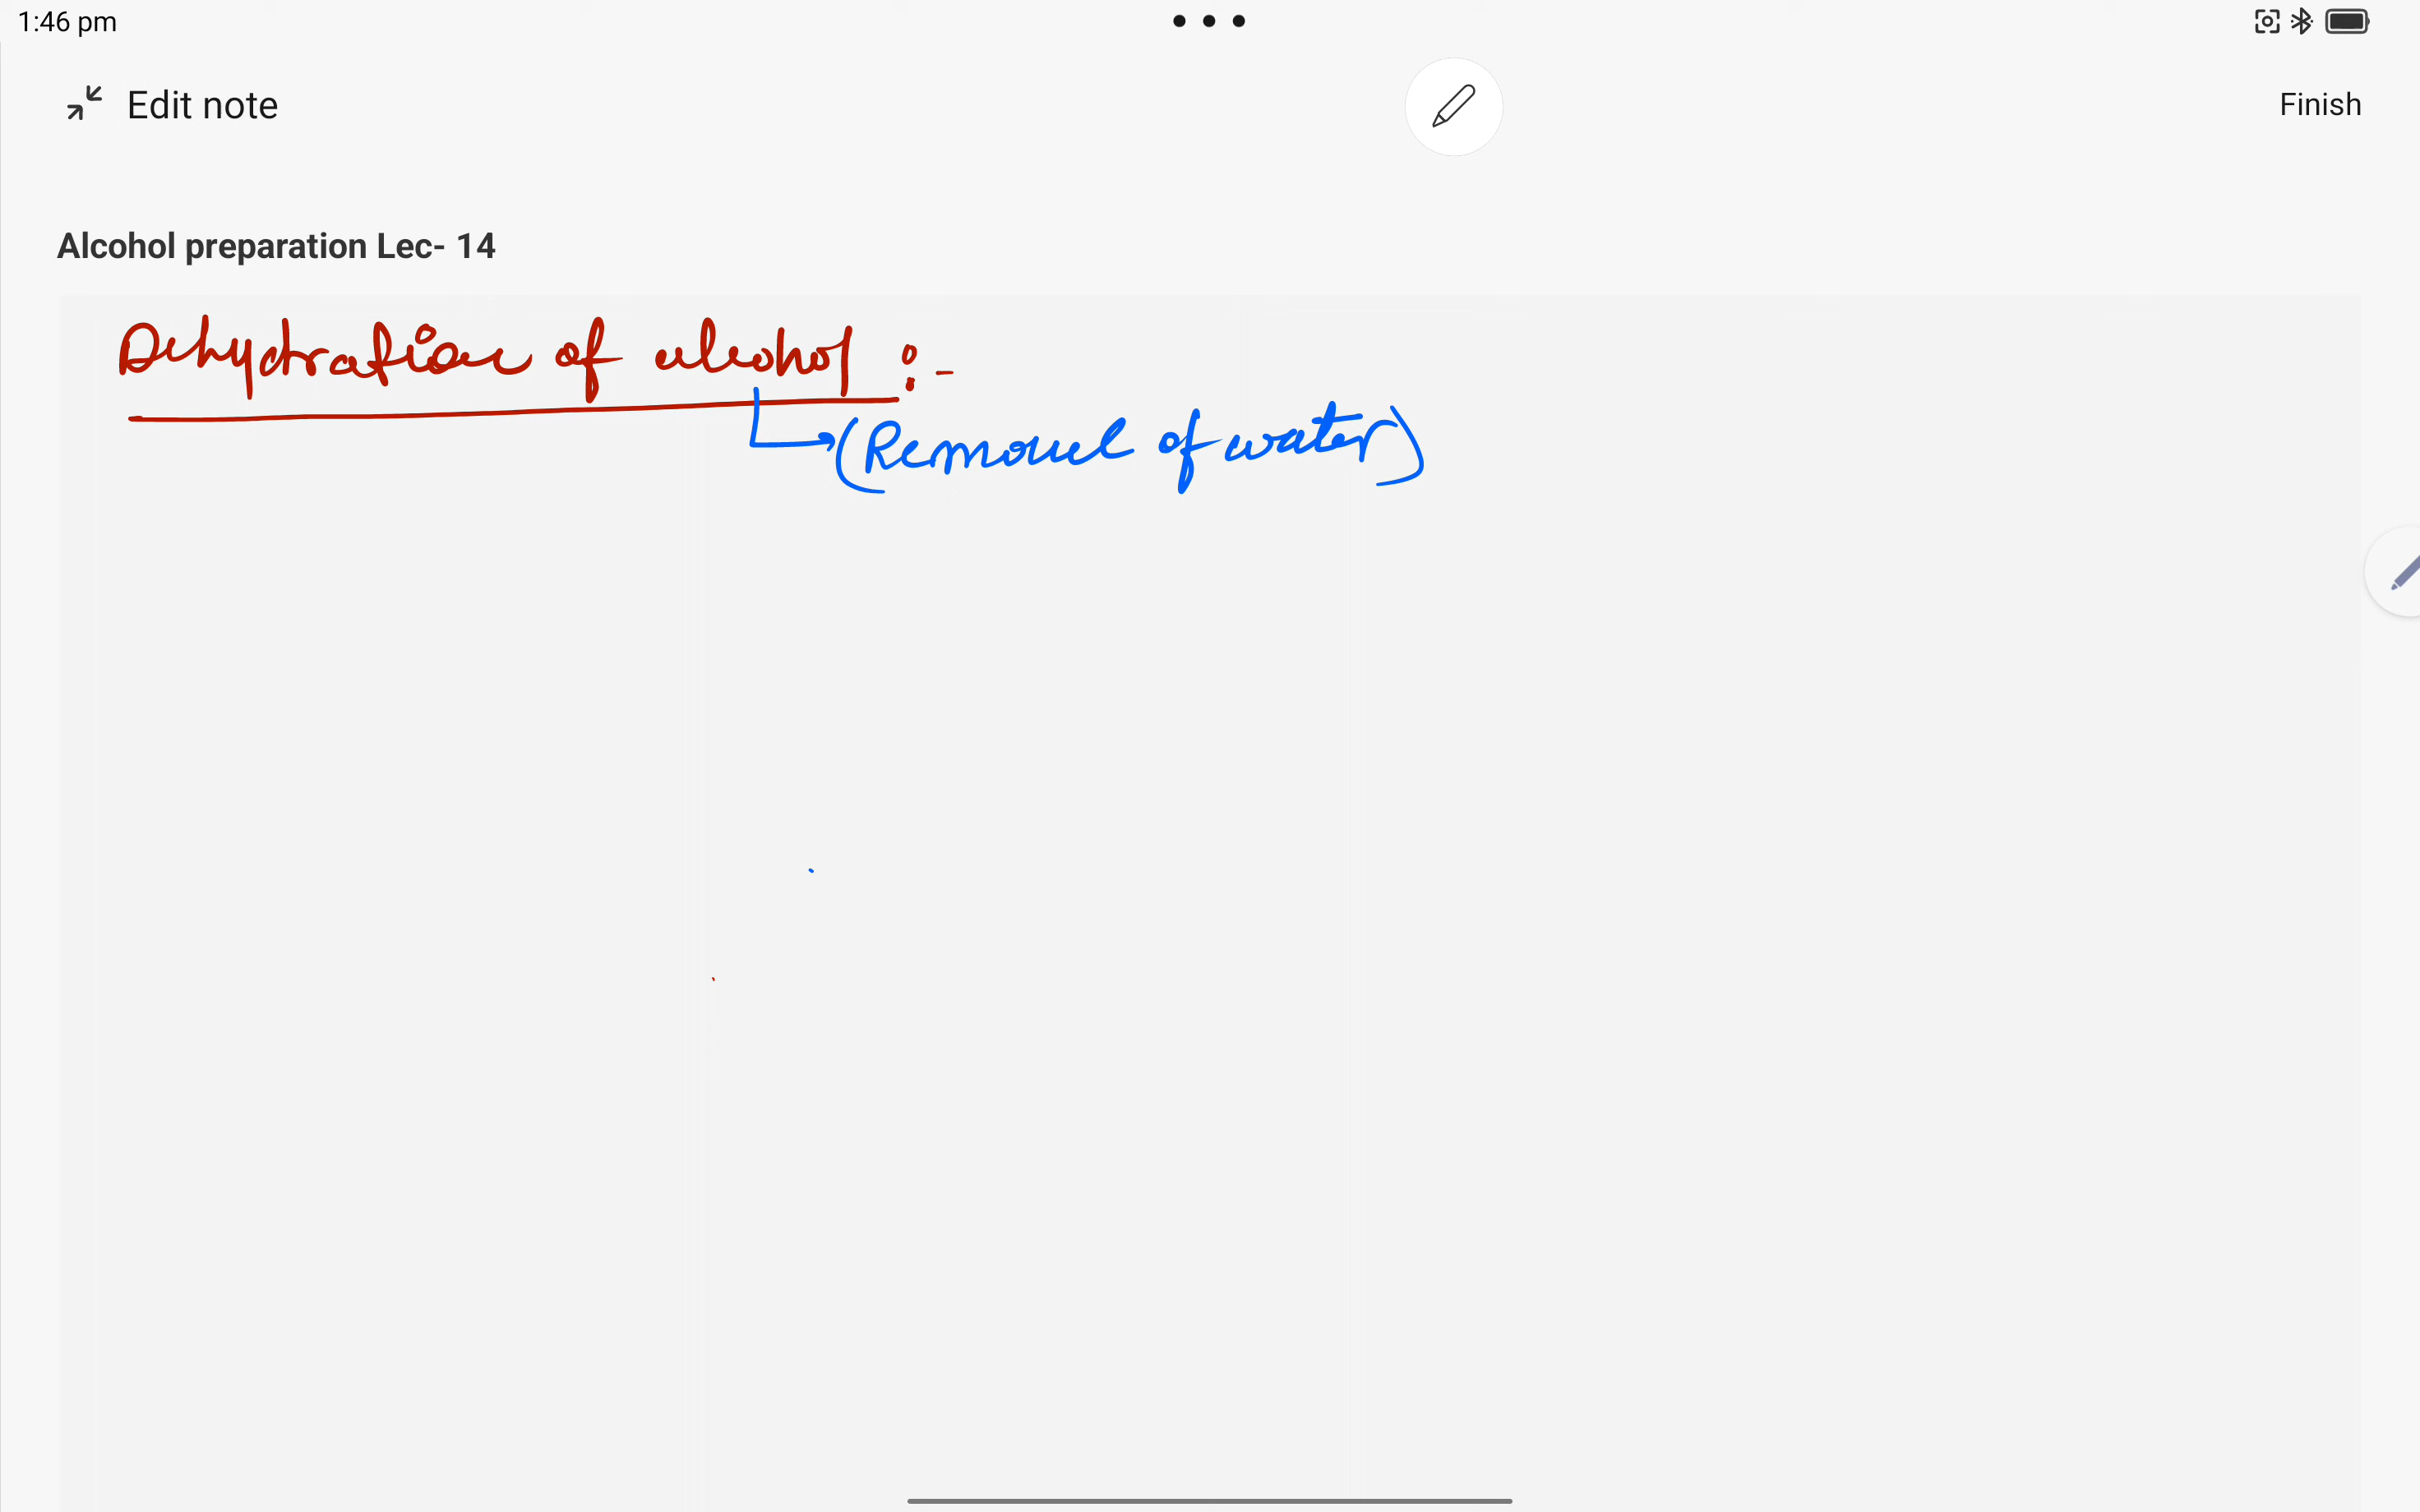 1:46 pm
Edit note
Finish
Alcohol preparation Lec- 14
Dehydration of alcohol :-
(Removal of water)